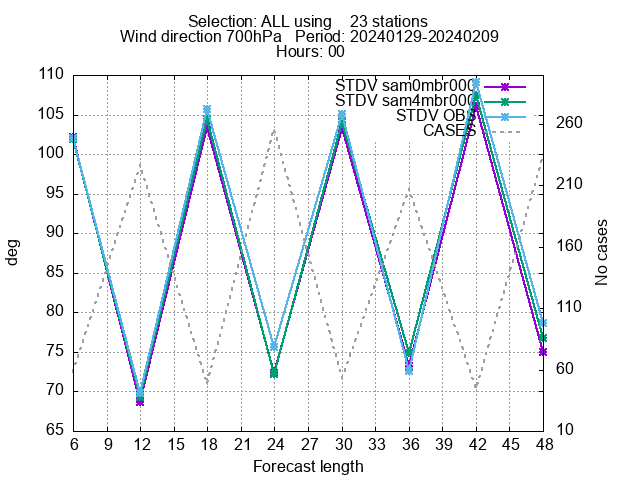 Selection: ALL using    23 stations
Wind direction 700hPa   Period: 20240129-20240209
Hours: 00
STDV sam0mbr000
STDV sam4mbr000
STDV OBS
CASES
110
105
100
95
90
85
80
75
70
65
260
210
160
110
60
10
deg
No cases
6 9 12 15 18 21 24 27 30 33 36 39 42 45 48
Forecast length